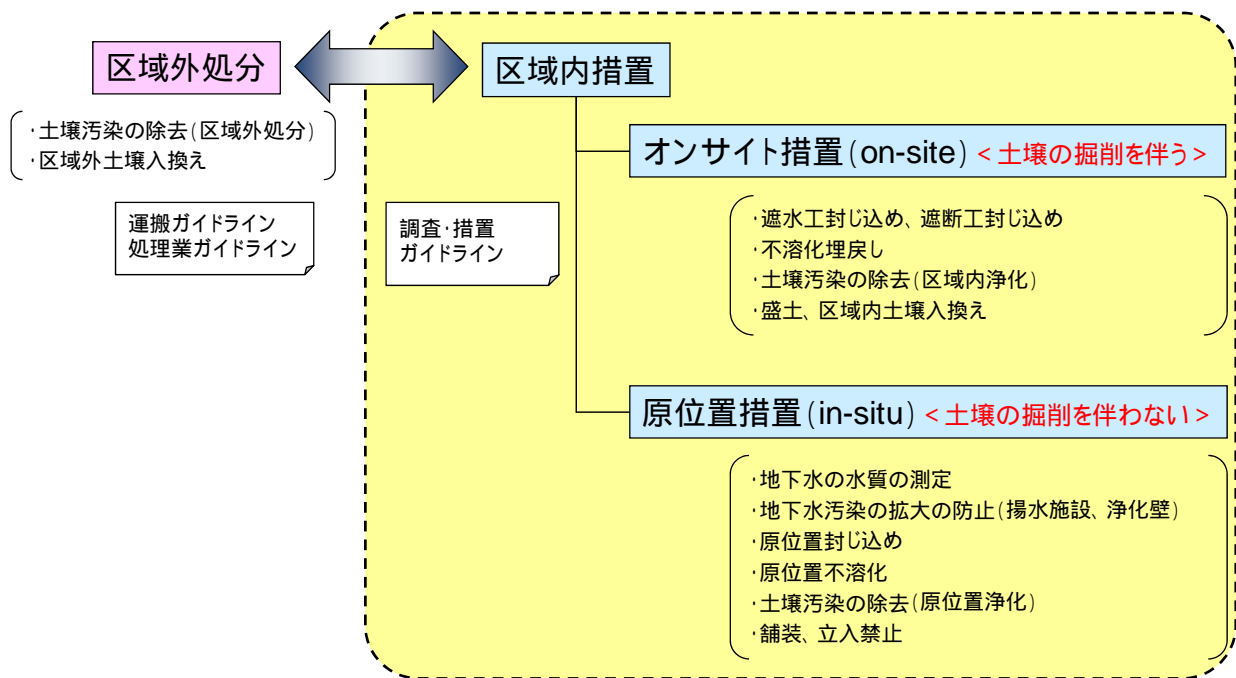 区域外処分
・土壌汚染の除去(区域外処分)
・区域外土壌入換え
運搬ガイドライン
処理業ガイドライン
区域内措置
調査・措置
ガイドライン
オンサイト措置(on-site) <土壌の掘削を伴う>
・遮水工封じ込め、遮断工封じ込め
・不溶化埋戻し
・土壌汚染の除去(区域内浄化)
・盛土、区域内土壌入換え
原位置措置(in-situ) <土壌の掘削を伴わない>
・地下水の水質の測定
・地下水汚染の拡大の防止(揚水施設、浄化壁)
・原位置封じ込め
・原位置不溶化
・土壌汚染の除去(原位置浄化)
・舗装、立入禁止